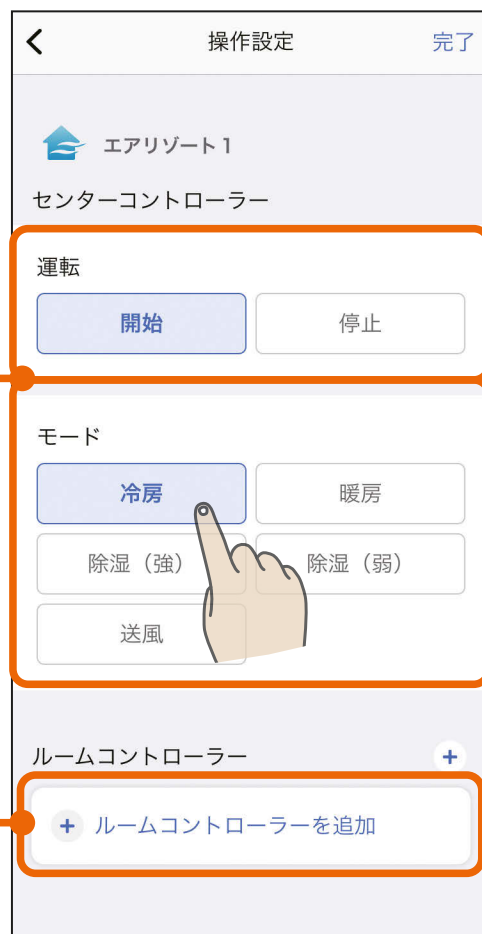 操作設定 完了
エアリゾート1
センターコントローラー
運転
開始 停止
モード
冷房 暖房
除湿（強） 除湿（弱）
送風
ルームコントローラー +
+ ルームコントローラーを追加